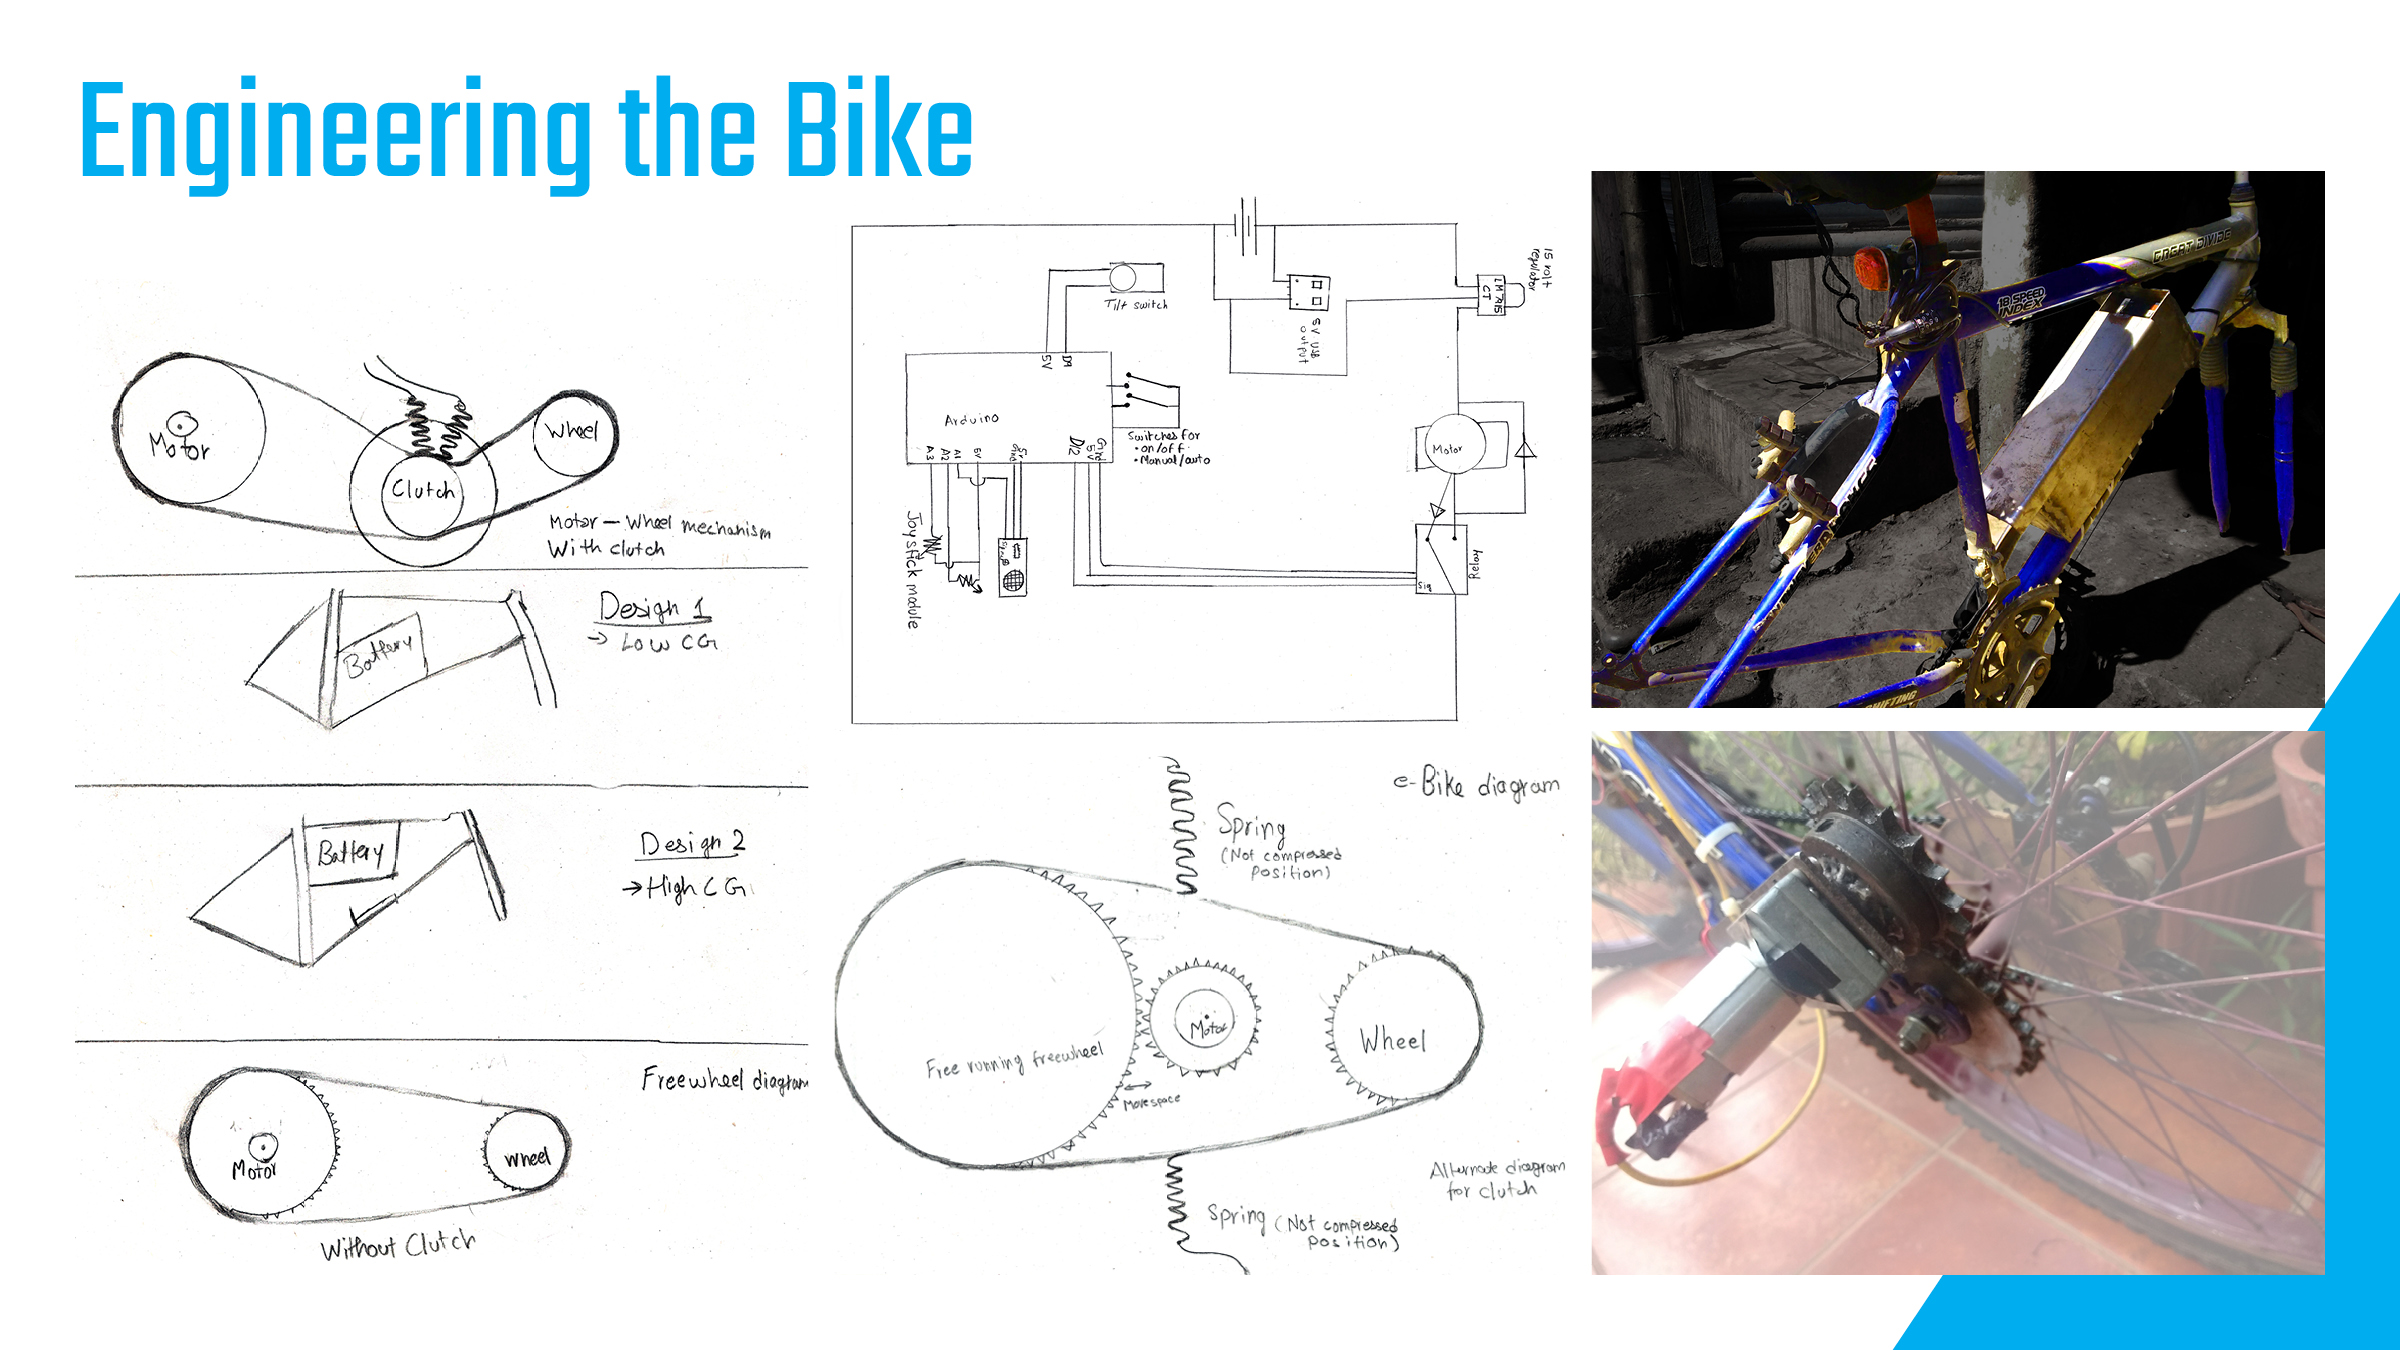 Engineering the Bike
Motor
Clutch
Wheel
Motor – Wheel mechanism
With clutch
Battery
Design 1
→ Low CG
Battery
Design 2
→ High CG
Freewheel diagram
Motor
wheel
Without Clutch
Tilt switch
5V
Arduino
Switches for
• on/off
• Manual/auto
A3
A2
A1
5V
5V
Gnd
D12
5V
Gnd
Joystick module
5V USB
output
15 volt
regulator
LM7815
CT
Motor
Relay
Sig
e-Bike diagram
Spring
(Not compressed
position)
Free running freewheel
Motor
Wheel
Move space
Alternate diagram
for clutch
Spring (Not compressed
position)
GREAT DIVIDE
18 SPEED
INDEX
SHIFTING